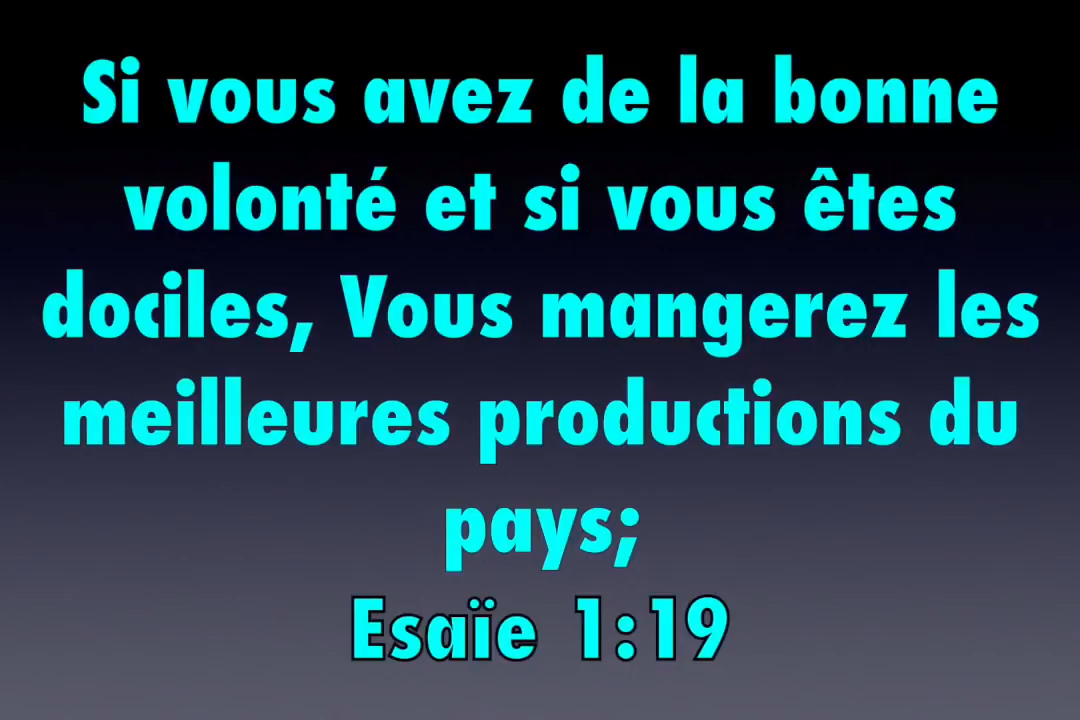 Si vous avez de la bonne
volonté et si vous êtes
dociles, Vous mangerez les
meilleures productions du
pays;
Esaïe 1:19